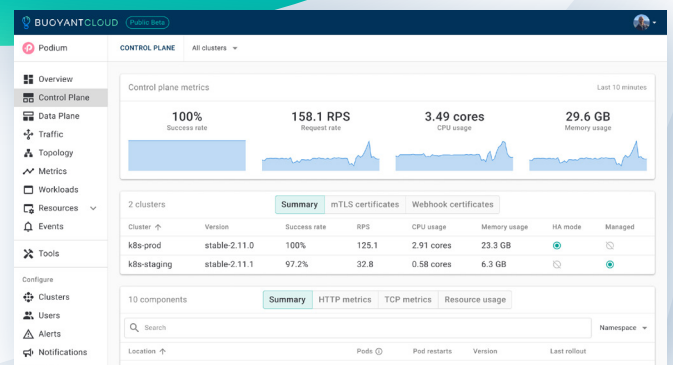 BUOYANTCLOUD Public Beta
Podium
CONTROL PLANE All clusters
Overview
Control Plane
Data Plane
Traffic
Topology
Metrics
Workloads
Resources
Events
Tools
Configure
Clusters
Users
Alerts
Notifications
Control plane metrics Last 10 minutes
100% 158.1 RPS 3.49 cores 29.6 GB
Success rate Request rate CPU usage Memory usage
2 clusters Summary mTLS certificates Webhook certificates
Cluster ↑ Version Success rate RPS CPU usage Memory usage HA mode Managed
k8s-prod stable-2.11.0 100% 125.1 2.91 cores 23.3 GB
k8s-staging stable-2.11.1 97.2% 32.8 0.58 cores 6.3 GB
10 components Summary HTTP metrics TCP metrics Resource usage
Search Namespace
Location ↑ Pods Pod restarts Version Last rollout